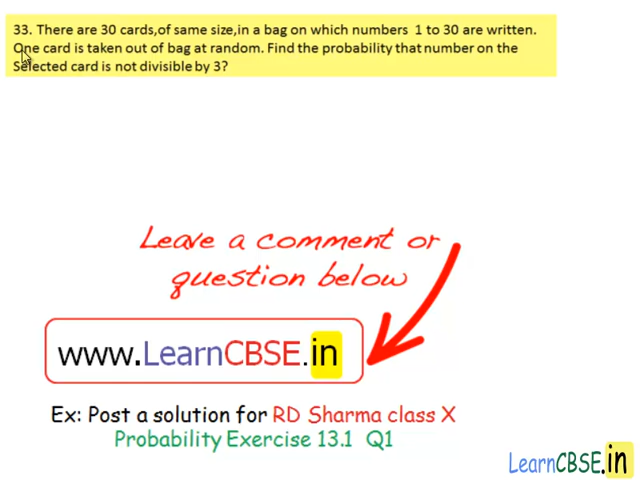 33. There are 30 cards,of same size,in a bag on which numbers 1 to 30 are written.
One card is taken out of bag at random. Find the probability that number on the
Selected card is not divisible by 3?
Leave a comment or
question below
www.LearnCBSE.in
Ex: Post a solution for RD Sharma class X
Probability Exercise 13.1 Q1
LearnCBSE.in